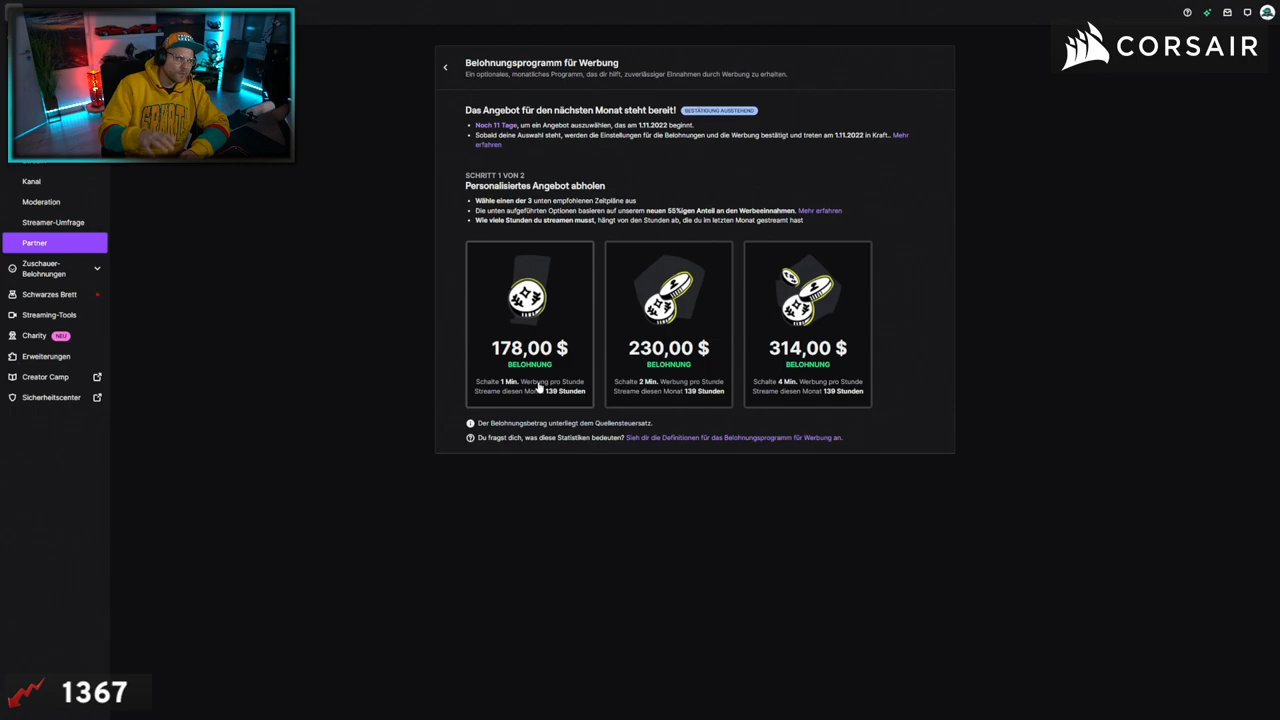 CORSAIR
Kanal
Moderation
Streamer-Umfrage
Partner
Zuschauer-
Belohnungen
Schwarzes Brett
Streaming-Tools
Charity NEU
Erweiterungen
Creator Camp
Sicherheitscenter
Belohnungsprogramm für Werbung
Ein optionales, monatliches Programm, das dir hilft, zuverlässiger Einnahmen durch Werbung zu erhalten.
Das Angebot für den nächsten Monat steht bereit! BESTÄTIGUNG AUSSTEHEND
Noch 11 Tage, um ein Angebot auszuwählen, das am 1.11.2022 beginnt.
Sobald deine Auswahl steht, werden die Einstellungen für die Belohnungen und die Werbung bestätigt und treten am 1.11.2022 in Kraft.. Mehr
erfahren
SCHRITT 1 VON 2
Personalisiertes Angebot abholen
Wähle einen der 3 unten empfohlenen Zeitpläne aus
Die unten aufgeführten Optionen basieren auf unserem neuen 55%igen Anteil an den Werbeeinnahmen. Mehr erfahren
Wie viele Stunden du streamen musst, hängt von den Stunden ab, die du im letzten Monat gestreamt hast
178,00 $
BELOHNUNG
Schalte 1 Min. Werbung pro Stunde
Streame diesen Monat 139 Stunden
230,00 $
BELOHNUNG
Schalte 2 Min. Werbung pro Stunde
Streame diesen Monat 139 Stunden
314,00 $
BELOHNUNG
Schalte 4 Min. Werbung pro Stunde
Streame diesen Monat 139 Stunden
Der Belohnungsbetrag unterliegt dem Quellensteuersatz.
Du fragst dich, was diese Statistiken bedeuten? Sieh dir die Definitionen für das Belohnungsprogramm für Werbung an.
1367